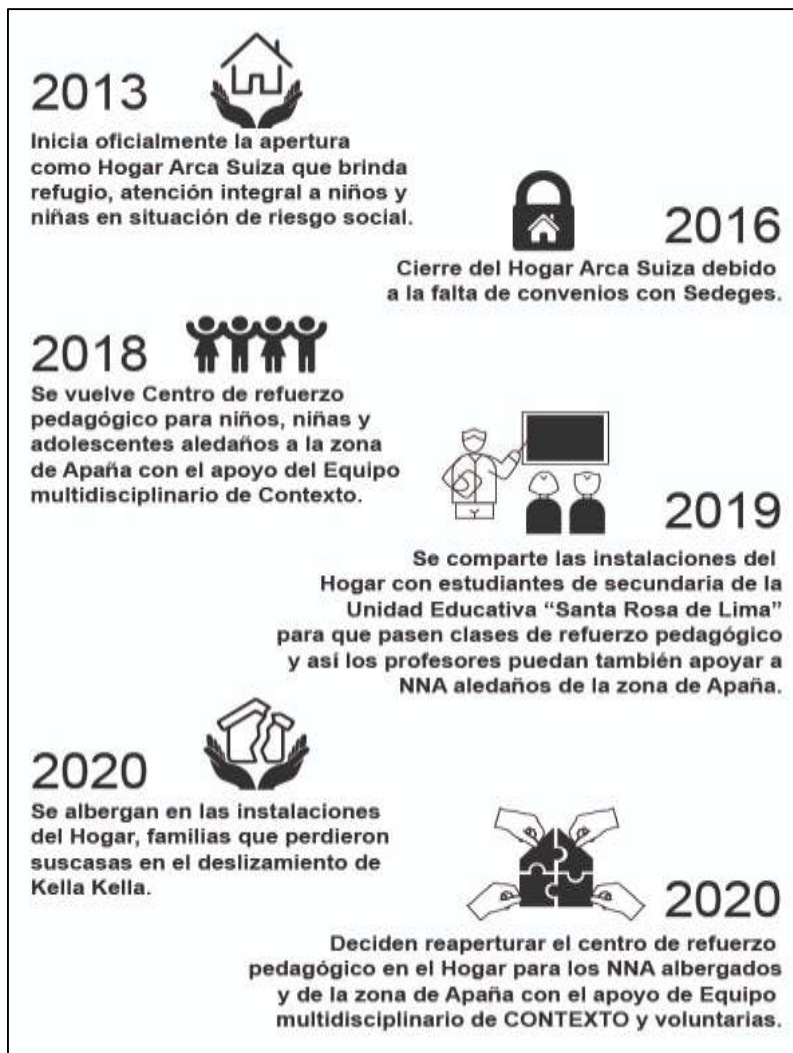 2013
Inicia oficialmente la apertura
como Hogar Arca Suiza que brinda
refugio, atención integral a niños y
niñas en situación de riesgo social.
2016
Cierre del Hogar Arca Suiza debido
a la falta de convenios con Sedeges.
2018
Se vuelve Centro de refuerzo
pedagógico para niños, niñas y
adolescentes aledaños a la zona
de Apaña con el apoyo del Equipo
multidisciplinario de Contexto.
2019
Se comparte las instalaciones del
Hogar con estudiantes de secundaria de la
Unidad Educativa “Santa Rosa de Lima”
para que pasen clases de refuerzo pedagógico
y así los profesores puedan también apoyar a
NNA aledaños de la zona de Apaña.
2020
Se albergan en las instalaciones
del Hogar, familias que perdieron
suscasas en el deslizamiento de
Kella Kella.
2020
Deciden reaperturar el centro de refuerzo
pedagógico en el Hogar para los NNA albergados
y de la zona de Apaña con el apoyo de Equipo
multidisciplinario de CONTEXTO y voluntarias.